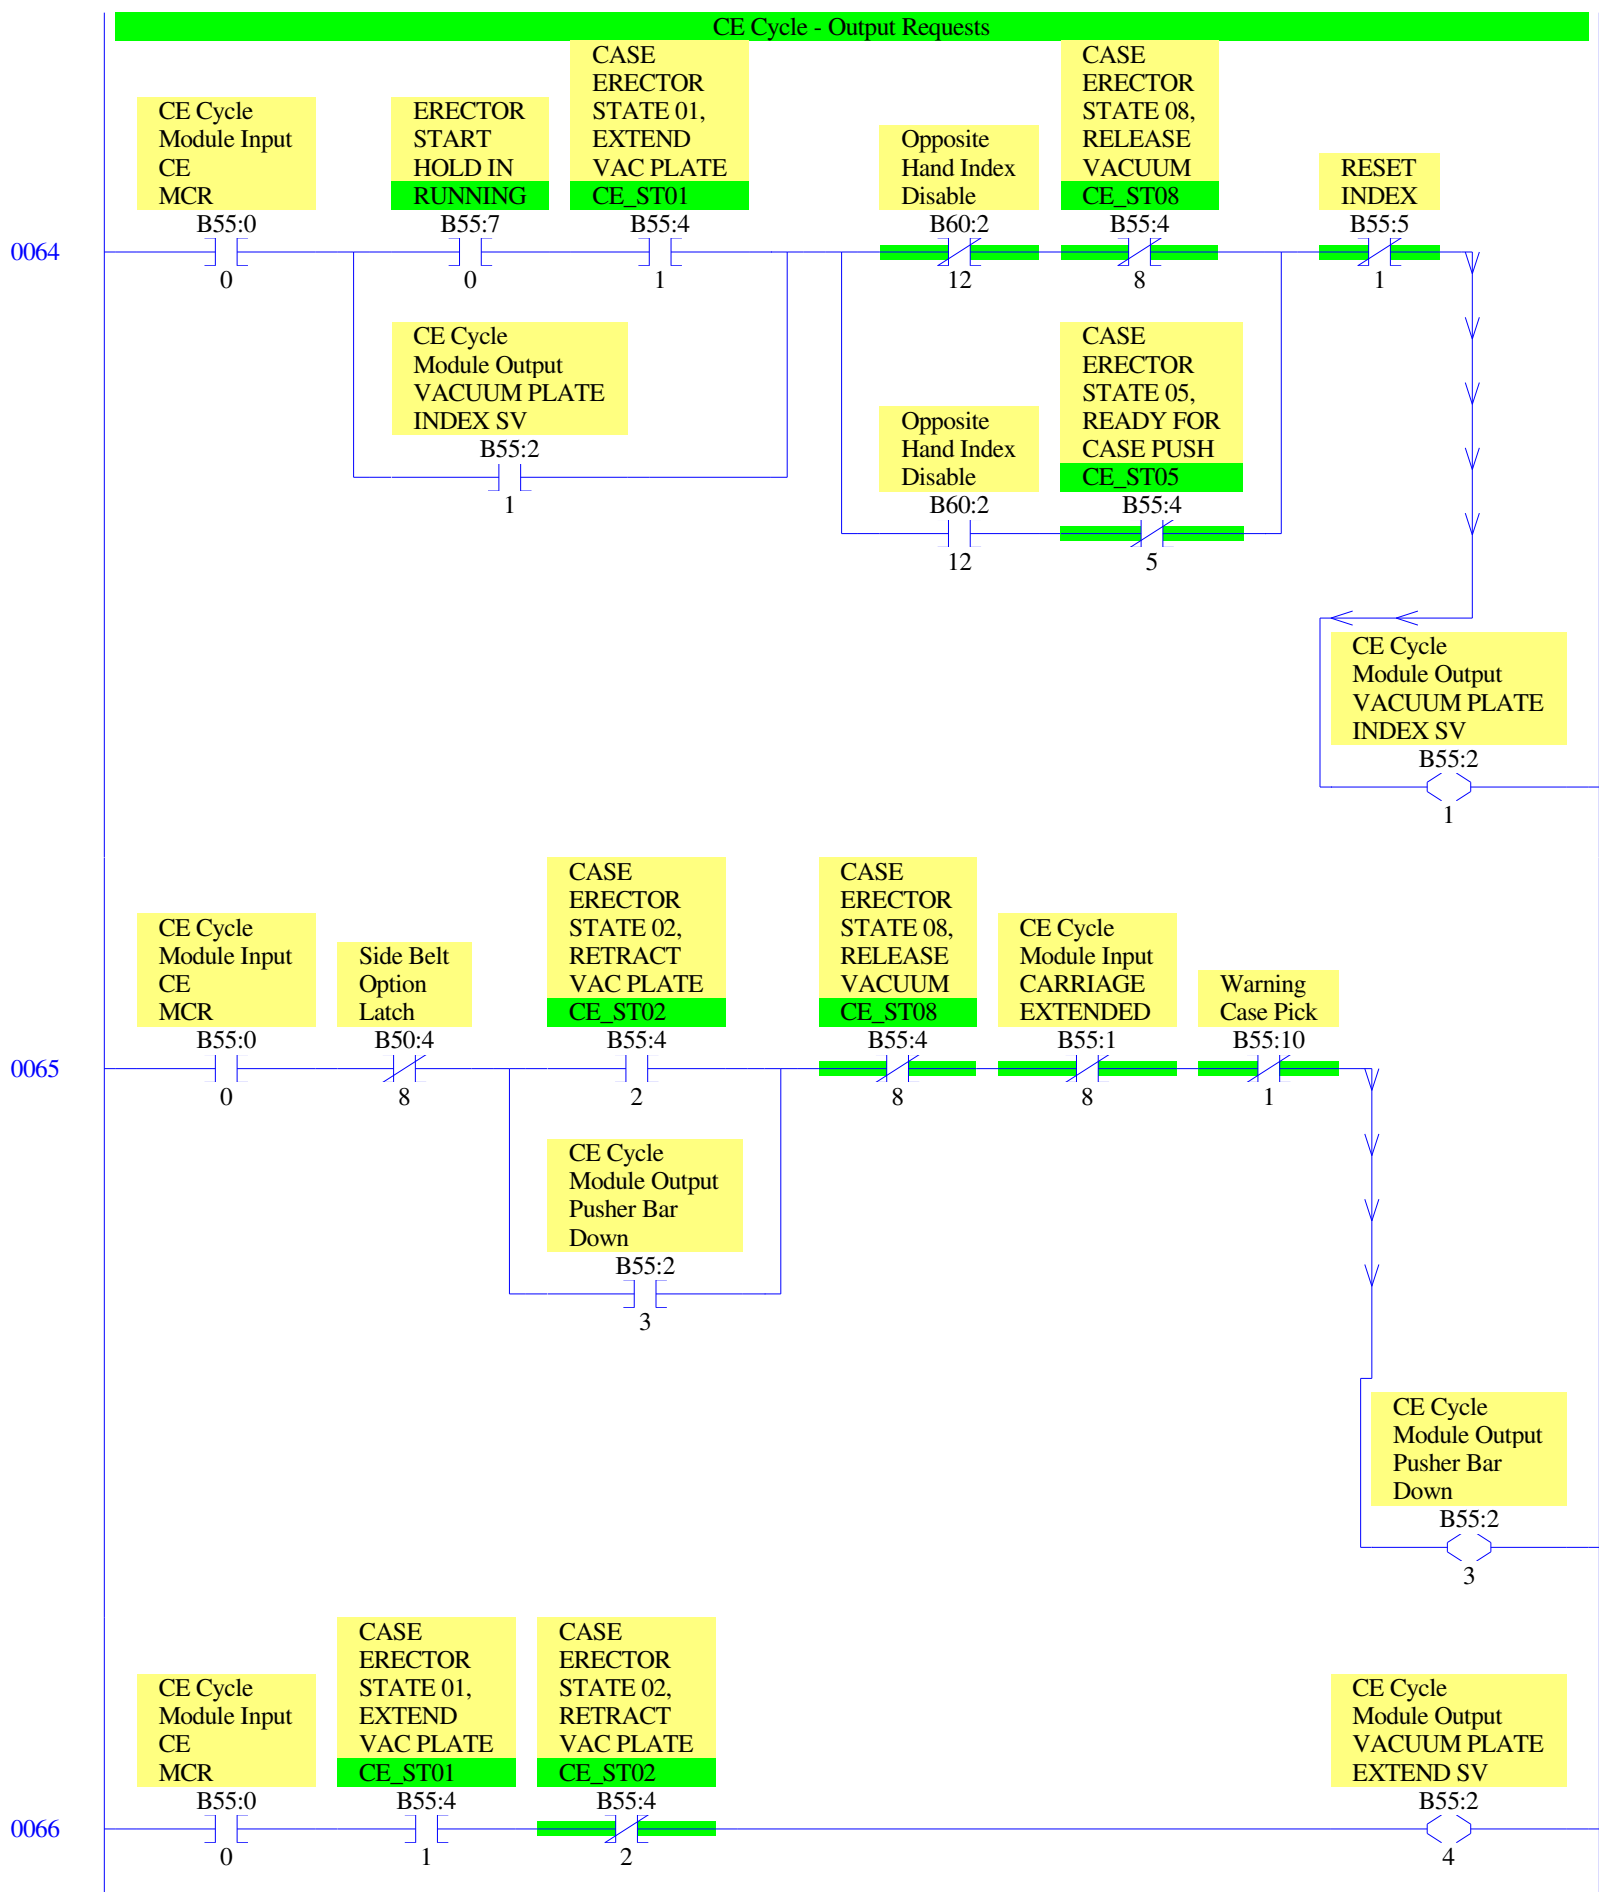 CE Cycle - Output Requests
0064
CE Cycle
Module Input
CE
MCR
B55:0
0
ERECTOR
START
HOLD IN
RUNNING
B55:7
0
CASE
ERECTOR
STATE 01,
EXTEND
VAC PLATE
CE_ST01
B55:4
1
Opposite
Hand Index
Disable
B60:2
12
CASE
ERECTOR
STATE 08,
RELEASE
VACUUM
CE_ST08
B55:4
8
RESET
INDEX
B55:5
1
CE Cycle
Module Output
VACUUM PLATE
INDEX SV
B55:2
1
Opposite
Hand Index
Disable
B60:2
12
CASE
ERECTOR
STATE 05,
READY FOR
CASE PUSH
CE_ST05
B55:4
5
CE Cycle
Module Output
VACUUM PLATE
INDEX SV
B55:2
1
0065
CE Cycle
Module Input
CE
MCR
B55:0
0
Side Belt
Option
Latch
B50:4
8
CASE
ERECTOR
STATE 02,
RETRACT
VAC PLATE
CE_ST02
B55:4
2
CASE
ERECTOR
STATE 08,
RELEASE
VACUUM
CE_ST08
B55:4
8
CE Cycle
Module Input
CARRIAGE
EXTENDED
B55:1
8
Warning
Case Pick
B55:10
1
CE Cycle
Module Output
Pusher Bar
Down
B55:2
3
CE Cycle
Module Output
Pusher Bar
Down
B55:2
3
0066
CE Cycle
Module Input
CE
MCR
B55:0
0
CASE
ERECTOR
STATE 01,
EXTEND
VAC PLATE
CE_ST01
B55:4
1
CASE
ERECTOR
STATE 02,
RETRACT
VAC PLATE
CE_ST02
B55:4
2
CE Cycle
Module Output
VACUUM PLATE
EXTEND SV
B55:2
4